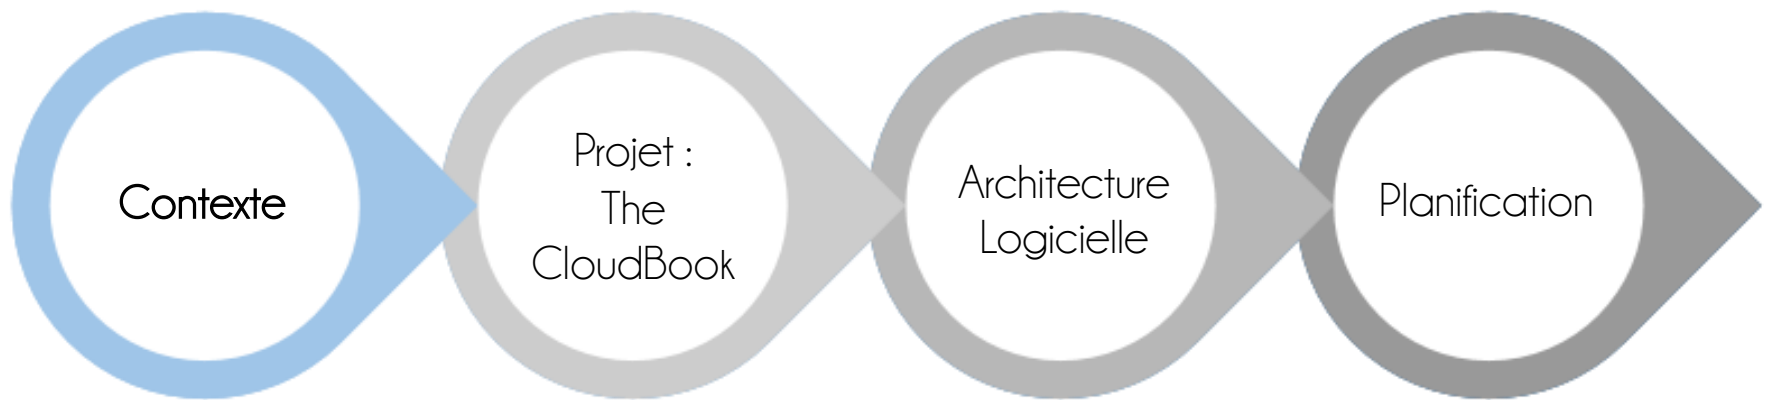 Contexte
Projet :
The
CloudBook
Architecture
Logicielle
Planification